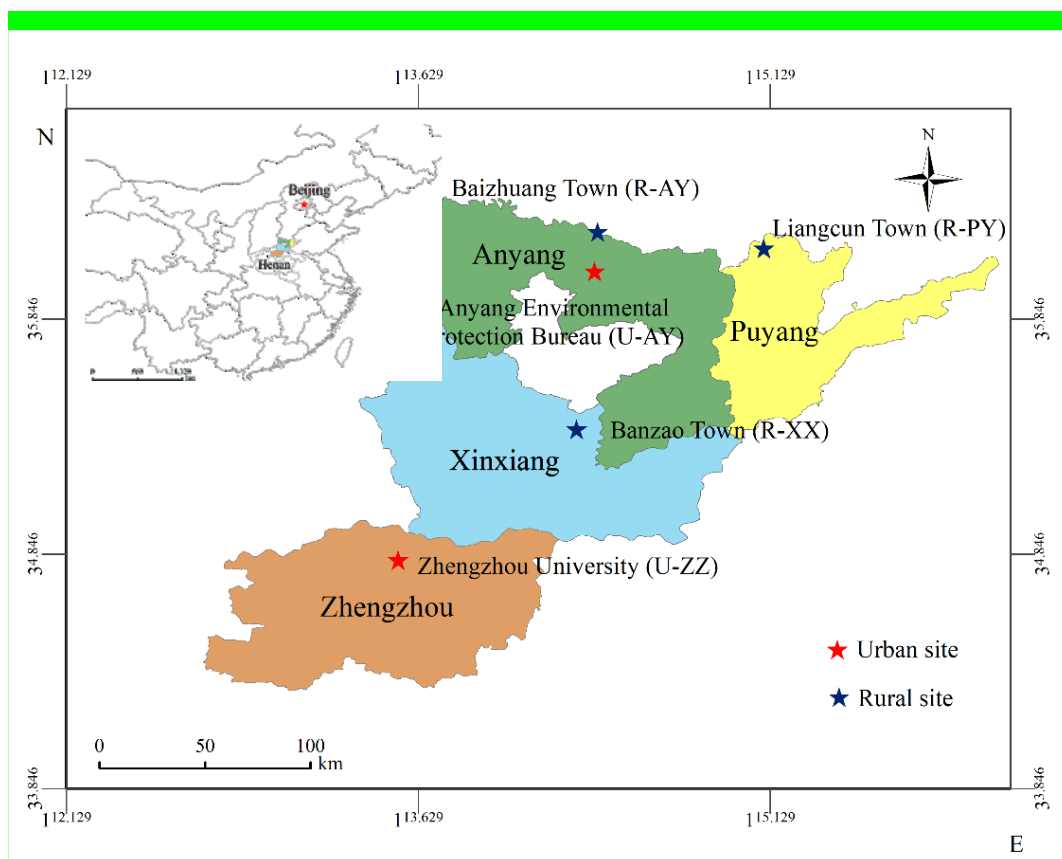 112.129 113.629 115.129
N
N
Beijing
Henan
Baizhuang Town (R-AY)
Liangcun Town (R-PY)
Anyang
Anyang Environmental
rotection Bureau (U-AY)
Puyang
Banzao Town (R-XX)
Xinxiang
Zhengzhou University (U-ZZ)
Zhengzhou
Urban site
Rural site
0 50 100
km
35.846 35.846
34.846 34.846
33.846 33.846
112.129 113.629 115.129
E